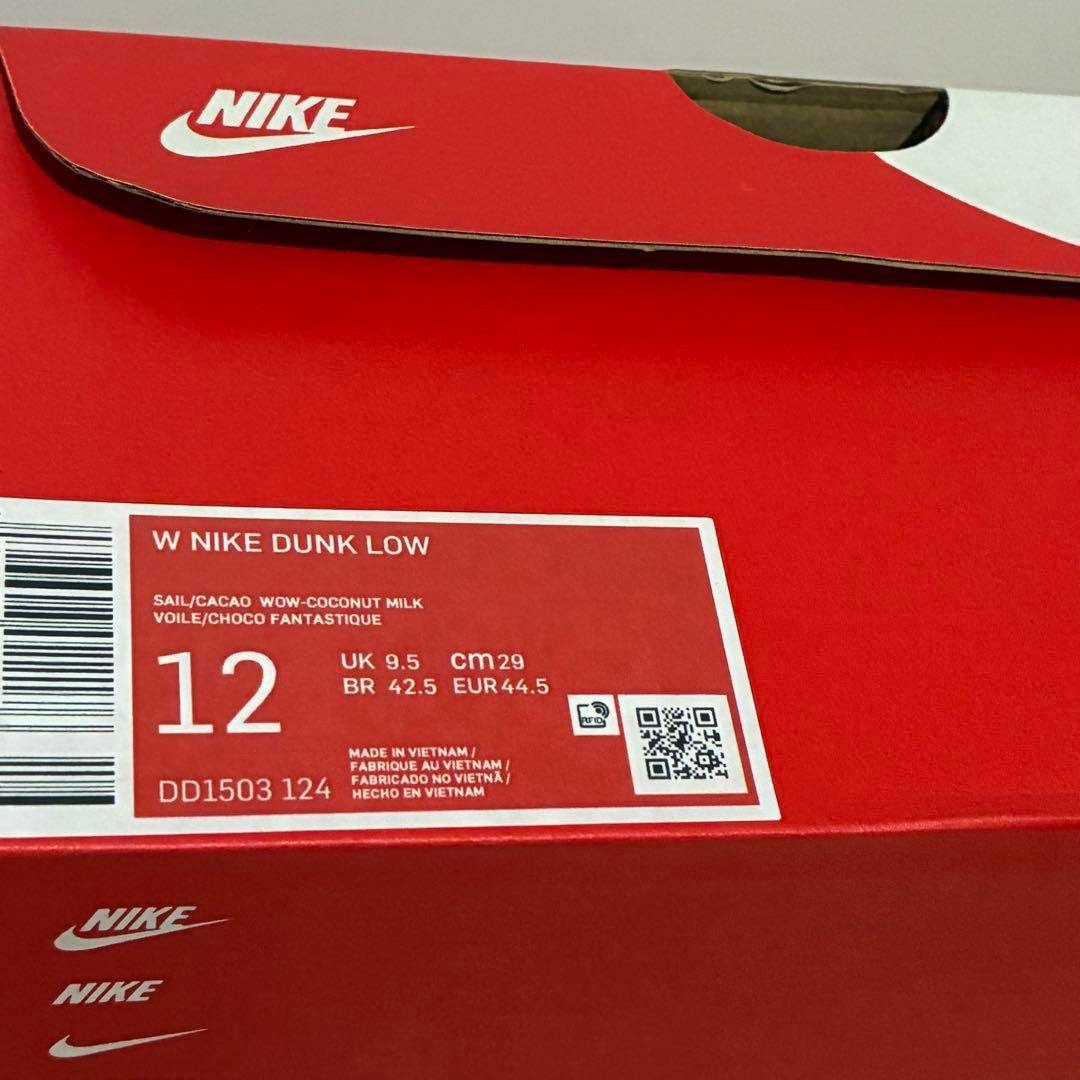 NIKE
W NIKE DUNK LOW
SAIL/CACAO WOW-COCONUT MILK
VOILE/CHOCO FANTASTIQUE
12
UK 9.5 cm 29
BR 42.5 EUR 44.5
RFID
MADE IN VIETNAM /
FABRIQUE AU VIETNAM /
FABRICADO NO VIETNÃ /
HECHO EN VIETNAM
DD1503 124
NIKE
NIKE